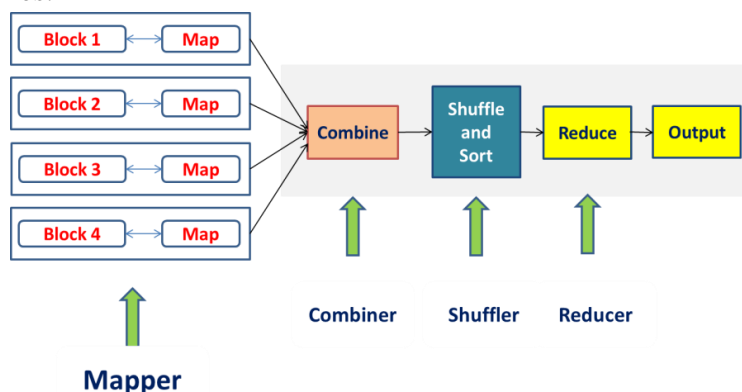 Block 1 Map
Block 2 Map
Block 3 Map
Block 4 Map
Combine
Shuffle
and
Sort
Reduce
Output
Combiner
Shuffler
Reducer
Mapper